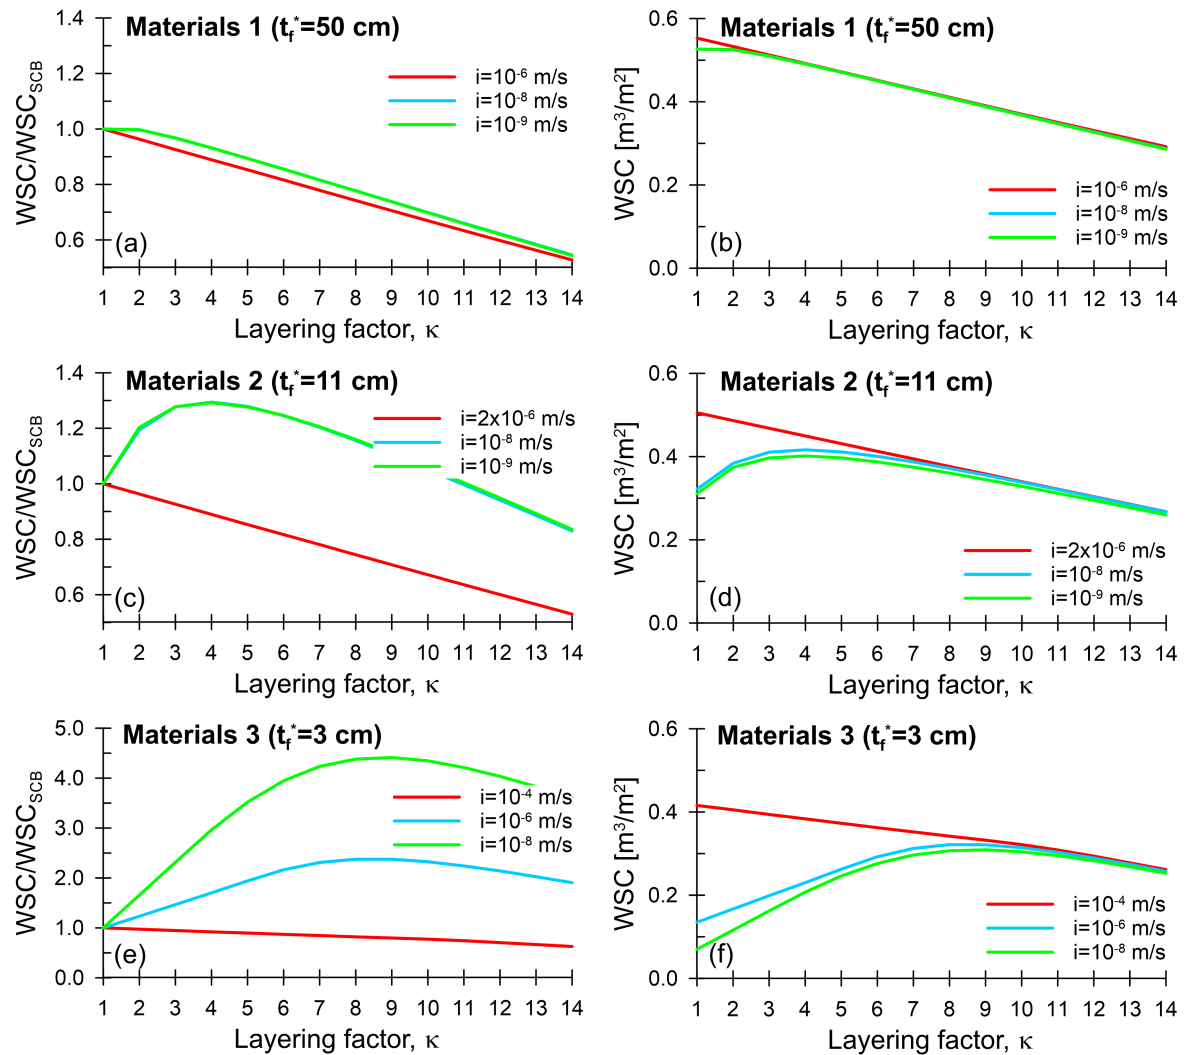 Materials 1 (t_f^*=50 cm)
WSC/WSC_SCB
1.4
1.2
1.0
0.8
0.6
i=10^-6 m/s
i=10^-8 m/s
i=10^-9 m/s
(a)
1 2 3 4 5 6 7 8 9 10 11 12 13 14
Layering factor, κ
Materials 1 (t_f^*=50 cm)
WSC [m^3/m^2]
0.6
0.4
0.2
0.0
i=10^-6 m/s
i=10^-8 m/s
i=10^-9 m/s
(b)
1 2 3 4 5 6 7 8 9 10 11 12 13 14
Layering factor, κ
Materials 2 (t_f^*=11 cm)
WSC/WSC_SCB
1.4
1.2
1.0
0.8
0.6
i=2x10^-6 m/s
i=10^-8 m/s
i=10^-9 m/s
(c)
1 2 3 4 5 6 7 8 9 10 11 12 13 14
Layering factor, κ
Materials 2 (t_f^*=11 cm)
WSC [m^3/m^2]
0.6
0.4
0.2
0.0
i=2x10^-6 m/s
i=10^-8 m/s
i=10^-9 m/s
(d)
1 2 3 4 5 6 7 8 9 10 11 12 13 14
Layering factor, κ
Materials 3 (t_f^*=3 cm)
WSC/WSC_SCB
5.0
4.0
3.0
2.0
1.0
0.0
i=10^-4 m/s
i=10^-6 m/s
i=10^-8 m/s
(e)
1 2 3 4 5 6 7 8 9 10 11 12 13 14
Layering factor, κ
Materials 3 (t_f^*=3 cm)
WSC [m^3/m^2]
0.6
0.4
0.2
0.0
i=10^-4 m/s
i=10^-6 m/s
i=10^-8 m/s
(f)
1 2 3 4 5 6 7 8 9 10 11 12 13 14
Layering factor, κ